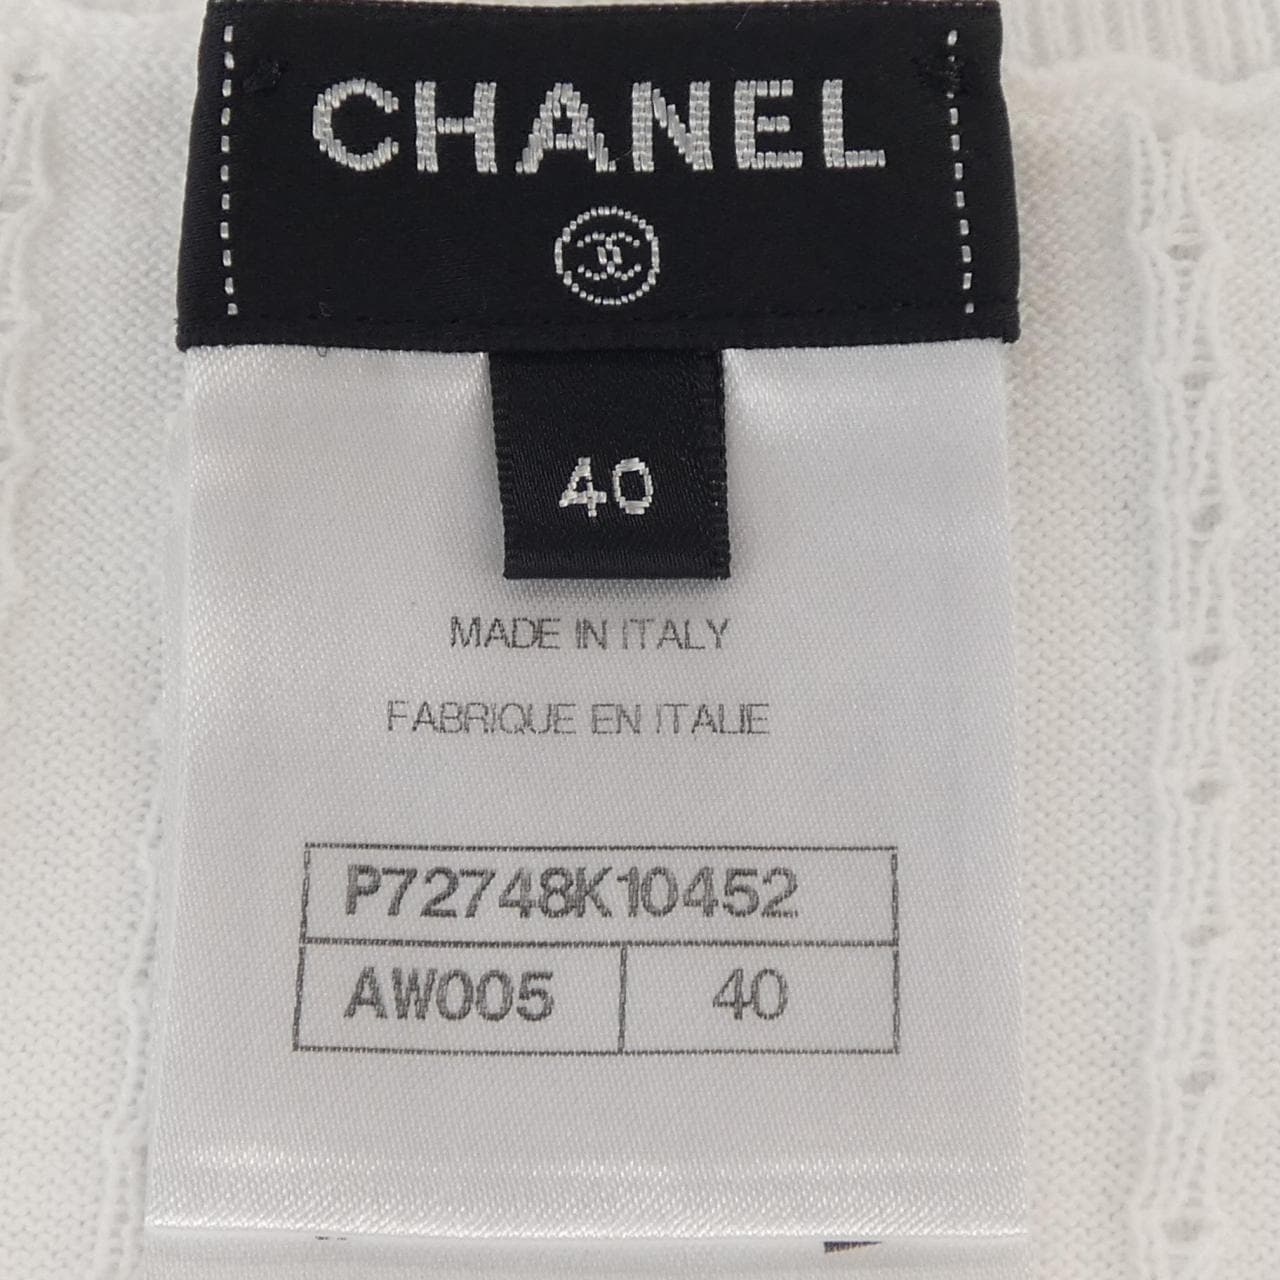 CHANEL
40
MADE IN ITALY
FABRIQUE EN ITALIE
P72748K10452
AW005 40